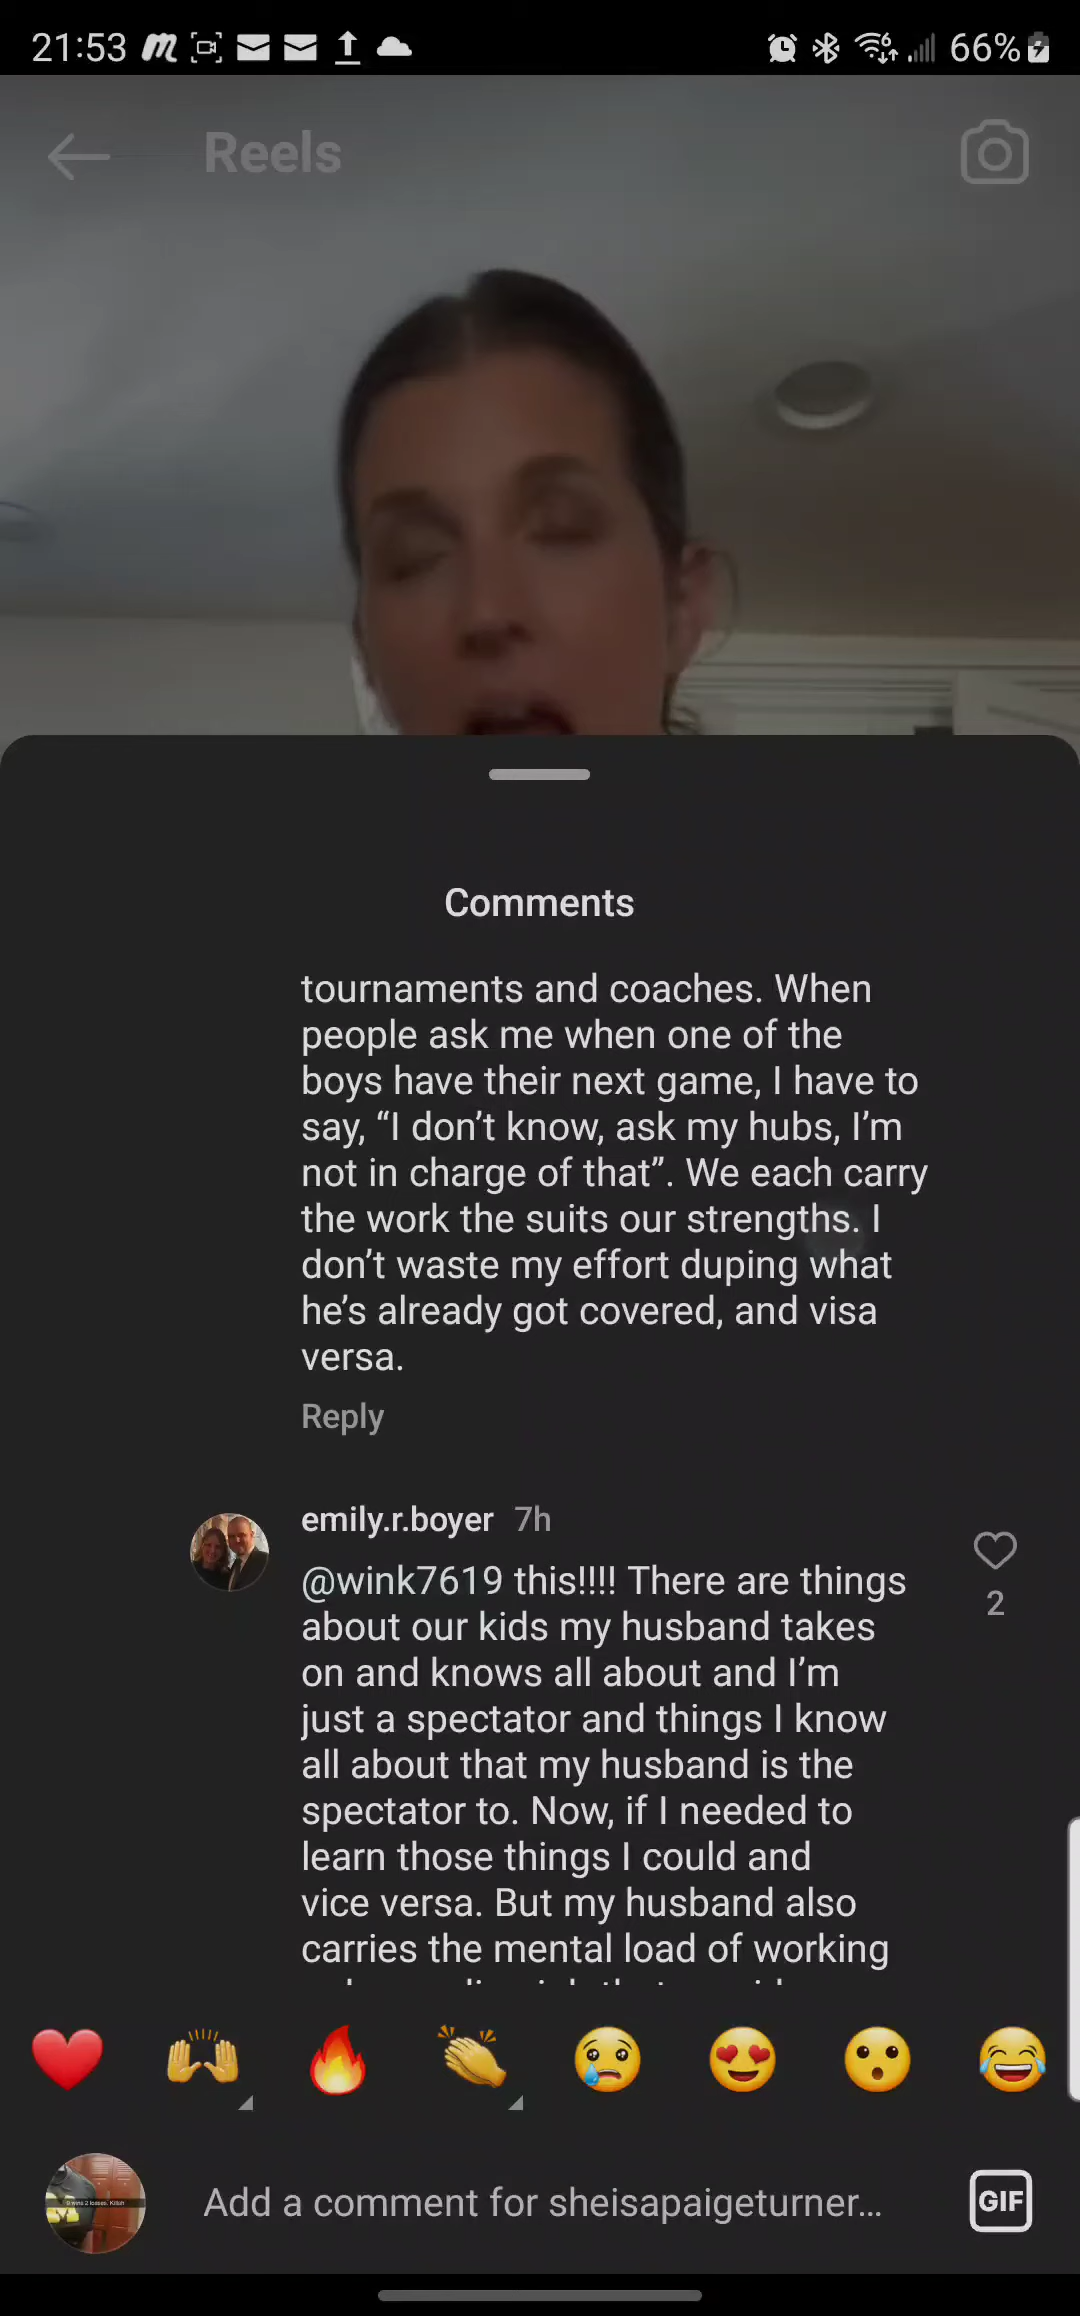 21:53
66%
Reels
Comments
tournaments and coaches. When
people ask me when one of the
boys have their next game, I have to
say, “I don’t know, ask my hubs, I’m
not in charge of that”. We each carry
the work the suits our strengths. I
don’t waste my effort duping what
he’s already got covered, and visa
versa.
Reply
emily.r.boyer 7h
@wink7619 this!!!! There are things
about our kids my husband takes
on and knows all about and I’m
just a spectator and things I know
all about that my husband is the
spectator to. Now, if I needed to
learn those things I could and
vice versa. But my husband also
carries the mental load of working
2
Add a comment for sheisapaigeturner...
GIF